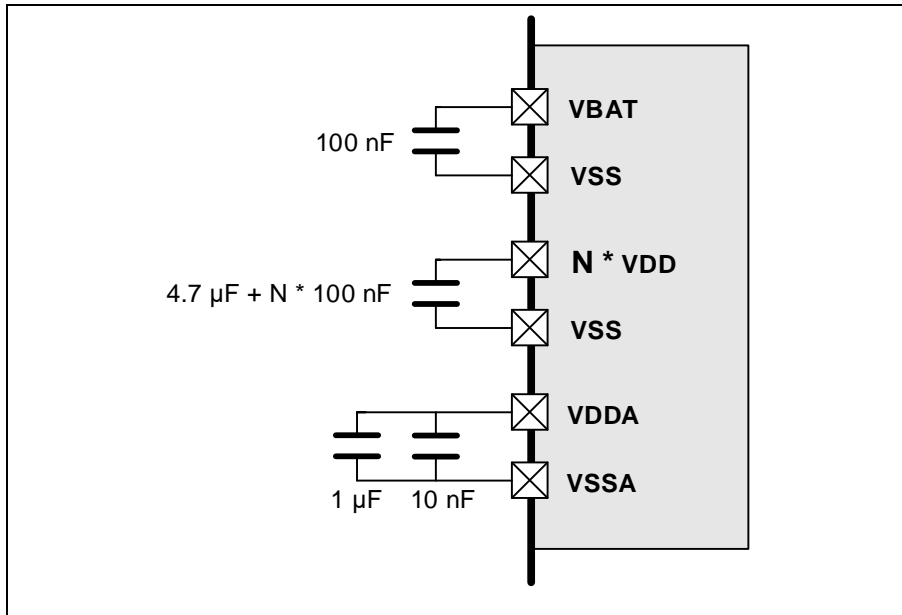 VBAT
100 nF
VSS
N * VDD
4.7 µF + N * 100 nF
VSS
VDDA
VSSA
1 µF 10 nF